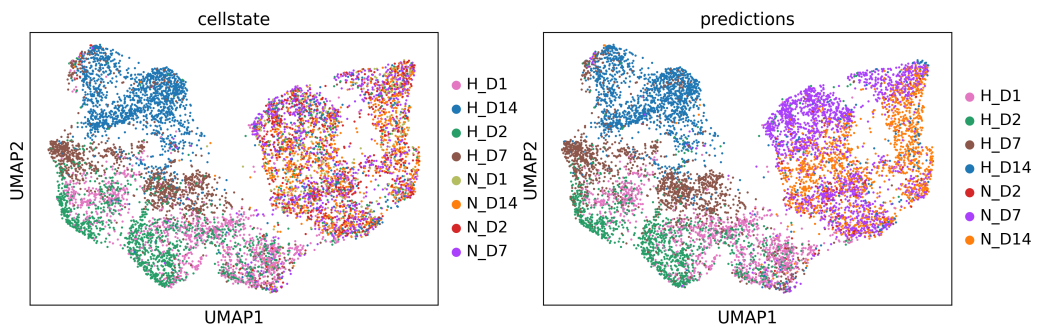 cellstate
UMAP2
UMAP1
H_D1
H_D14
H_D2
H_D7
N_D1
N_D14
N_D2
N_D7
predictions
UMAP2
UMAP1
H_D1
H_D2
H_D7
H_D14
N_D2
N_D7
N_D14